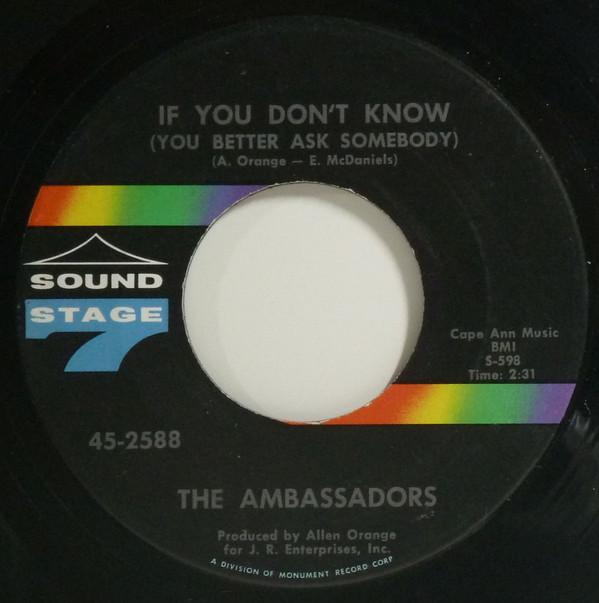 IF YOU DON'T KNOW
(YOU BETTER ASK SOMEBODY)
(A. Orange — E. McDaniels)
SOUND
STAGE
7
Cape Ann Music
BMI
S-598
Time: 2:31
45-2588
THE AMBASSADORS
Produced by Allen Orange
for J. R. Enterprises, Inc.
A DIVISION OF MONUMENT RECORD CORP